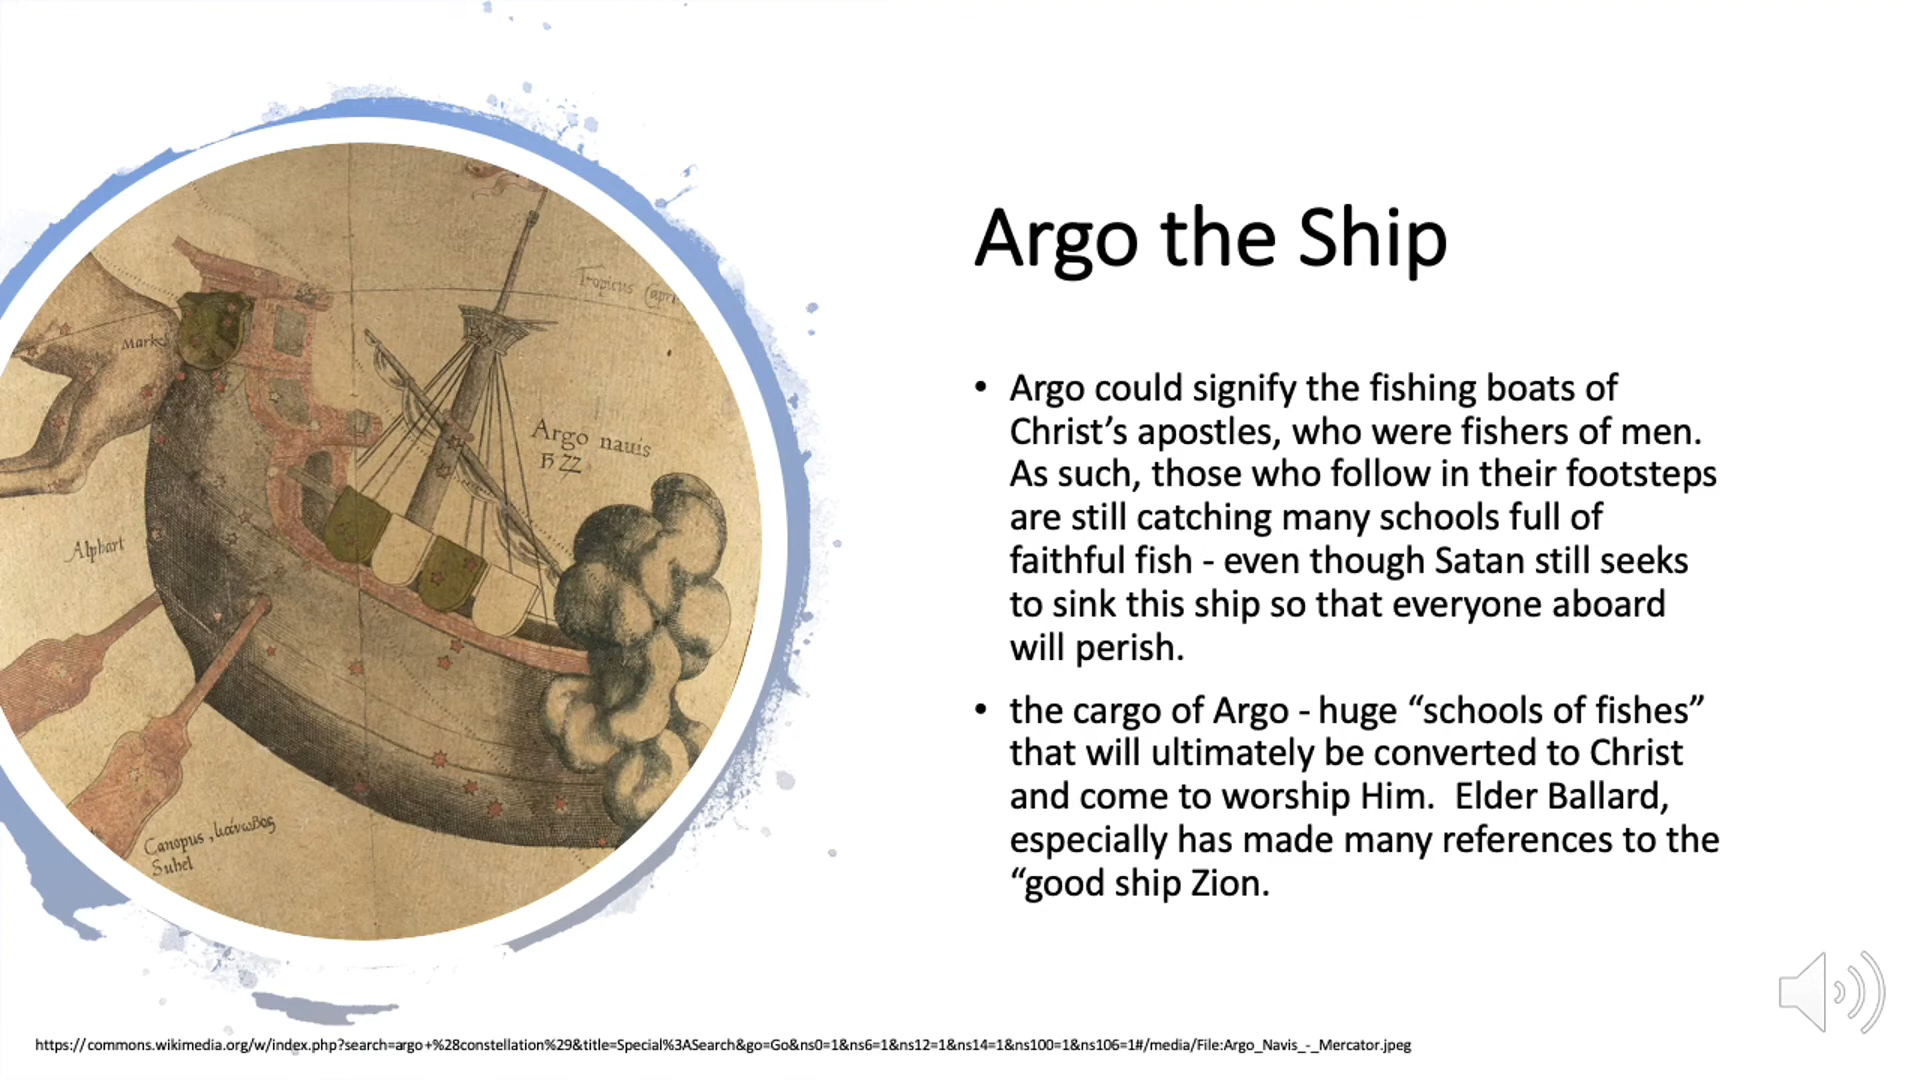 Argo the Ship
• Argo could signify the fishing boats of
Christ's apostles, who were fishers of men.
As such, those who follow in their footsteps
are still catching many schools full of
faithful fish - even though Satan still seeks
to sink this ship so that everyone aboard
will perish.
• the cargo of Argo - huge “schools of fishes”
that will ultimately be converted to Christ
and come to worship Him.  Elder Ballard,
especially has made many references to the
“good ship Zion.
Tropicus Capri
Markeb
Argo nauis
ђ ZZ
Alphart
Canopus, κάνωβος
Suhel
https://commons.wikimedia.org/w/index.php?search=argo+%28constellation%29&title=Special%3ASearch&go=Go&ns0=1&ns6=1&ns12=1&ns14=1&ns100=1&ns106=1#/media/File:Argo_Navis_-_Mercator.jpeg